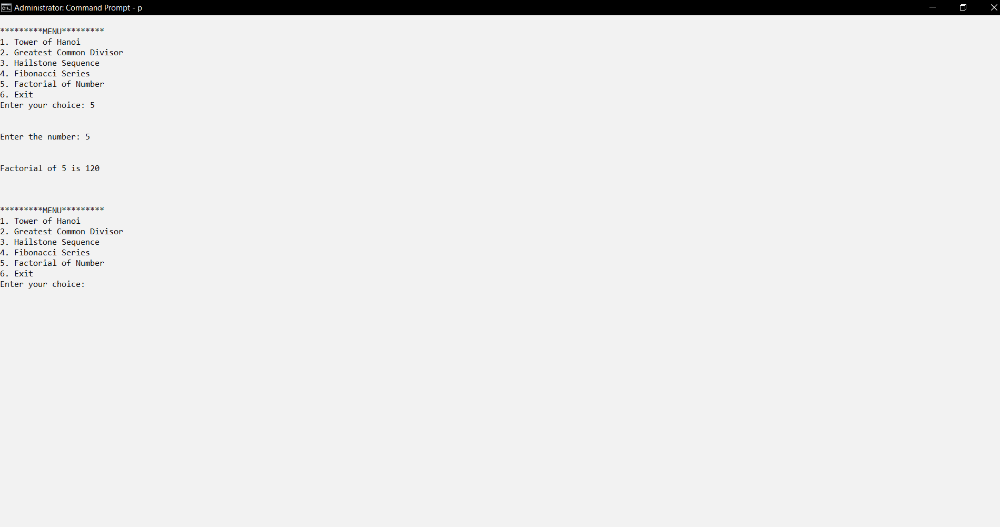 Administrator: Command Prompt - p
*********MENU*********
1. Tower of Hanoi
2. Greatest Common Divisor
3. Hailstone Sequence
4. Fibonacci Series
5. Factorial of Number
6. Exit
Enter your choice: 5
Enter the number: 5
Factorial of 5 is 120
*********MENU*********
1. Tower of Hanoi
2. Greatest Common Divisor
3. Hailstone Sequence
4. Fibonacci Series
5. Factorial of Number
6. Exit
Enter your choice: